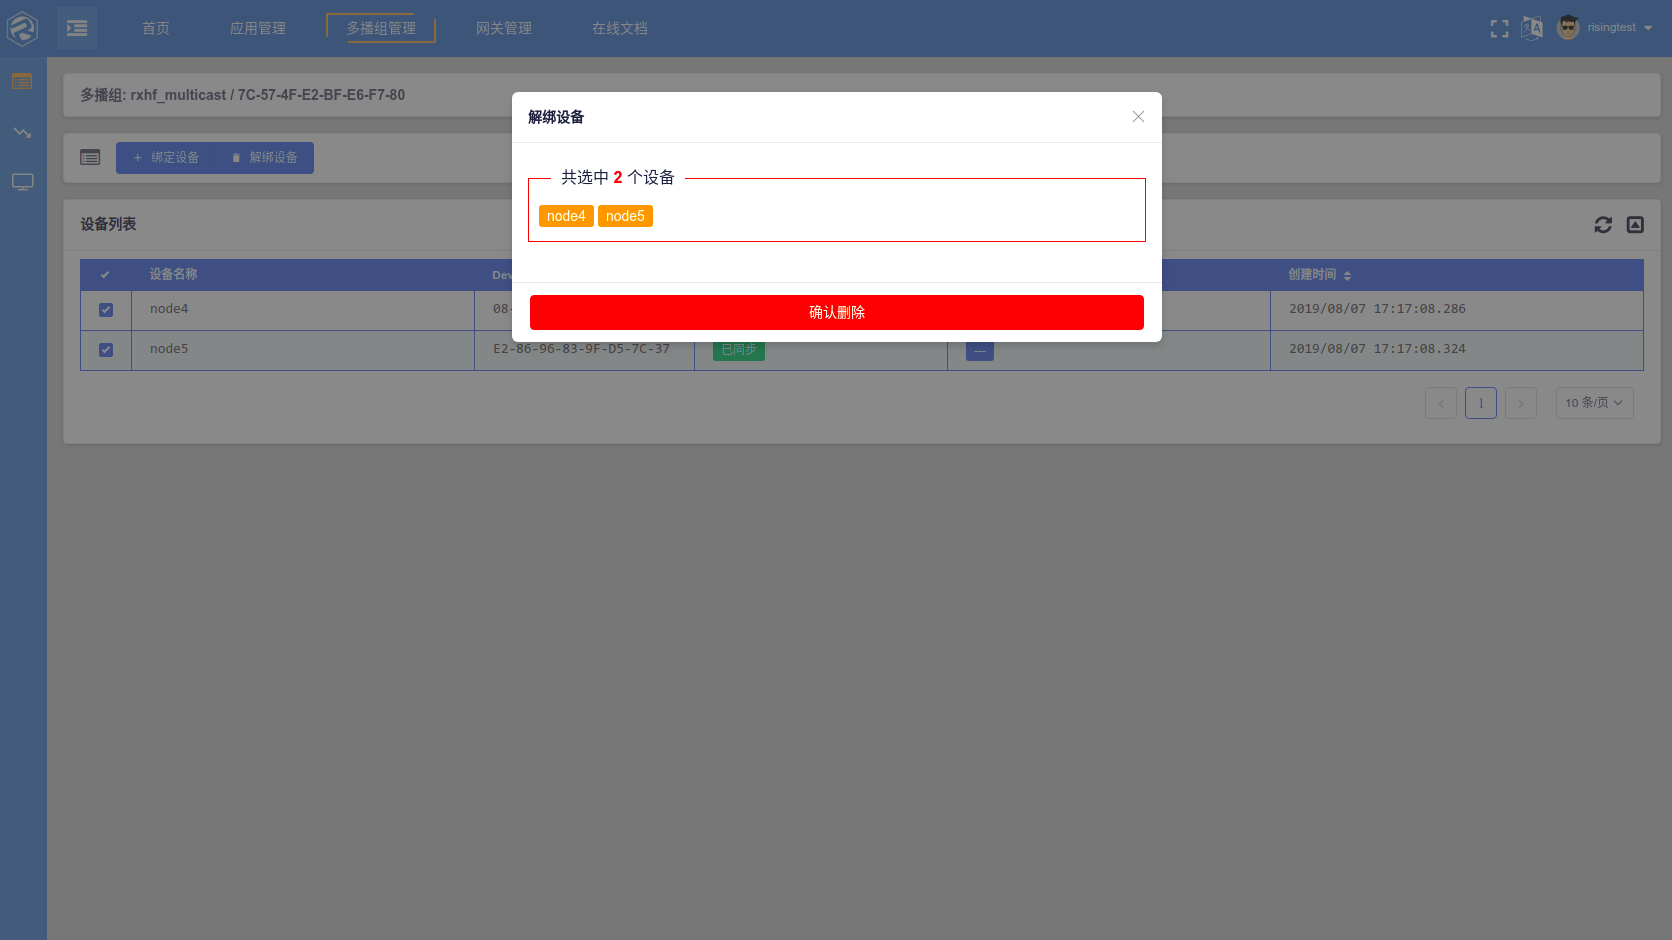 首页
应用管理
多播组管理
网关管理
在线文档
risingtest
多播组: rxhf_multicast / 7C-57-4F-E2-BF-E6-F7-80
绑定设备
解绑设备
解绑设备
共选中 2 个设备
node4 node5
确认删除
设备列表
设备名称
Dev
创建时间
node4
08-
2019/08/07 17:17:08.286
node5
E2-86-96-83-9F-D5-7C-37
已同步
---
2019/08/07 17:17:08.324
1
10 条/页